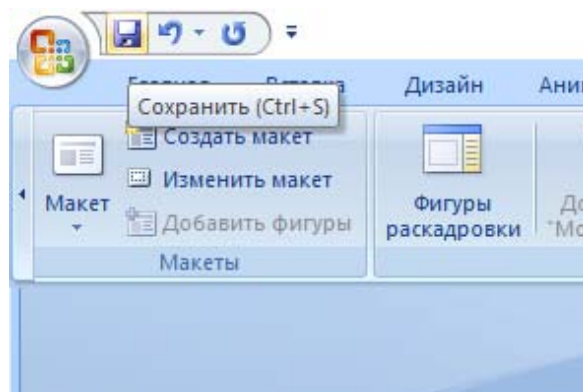 Дизайн
Сохранить (Ctrl+S)
Создать макет
Изменить макет
Добавить фигуры
Макет
Макеты
Фигуры
раскадровки